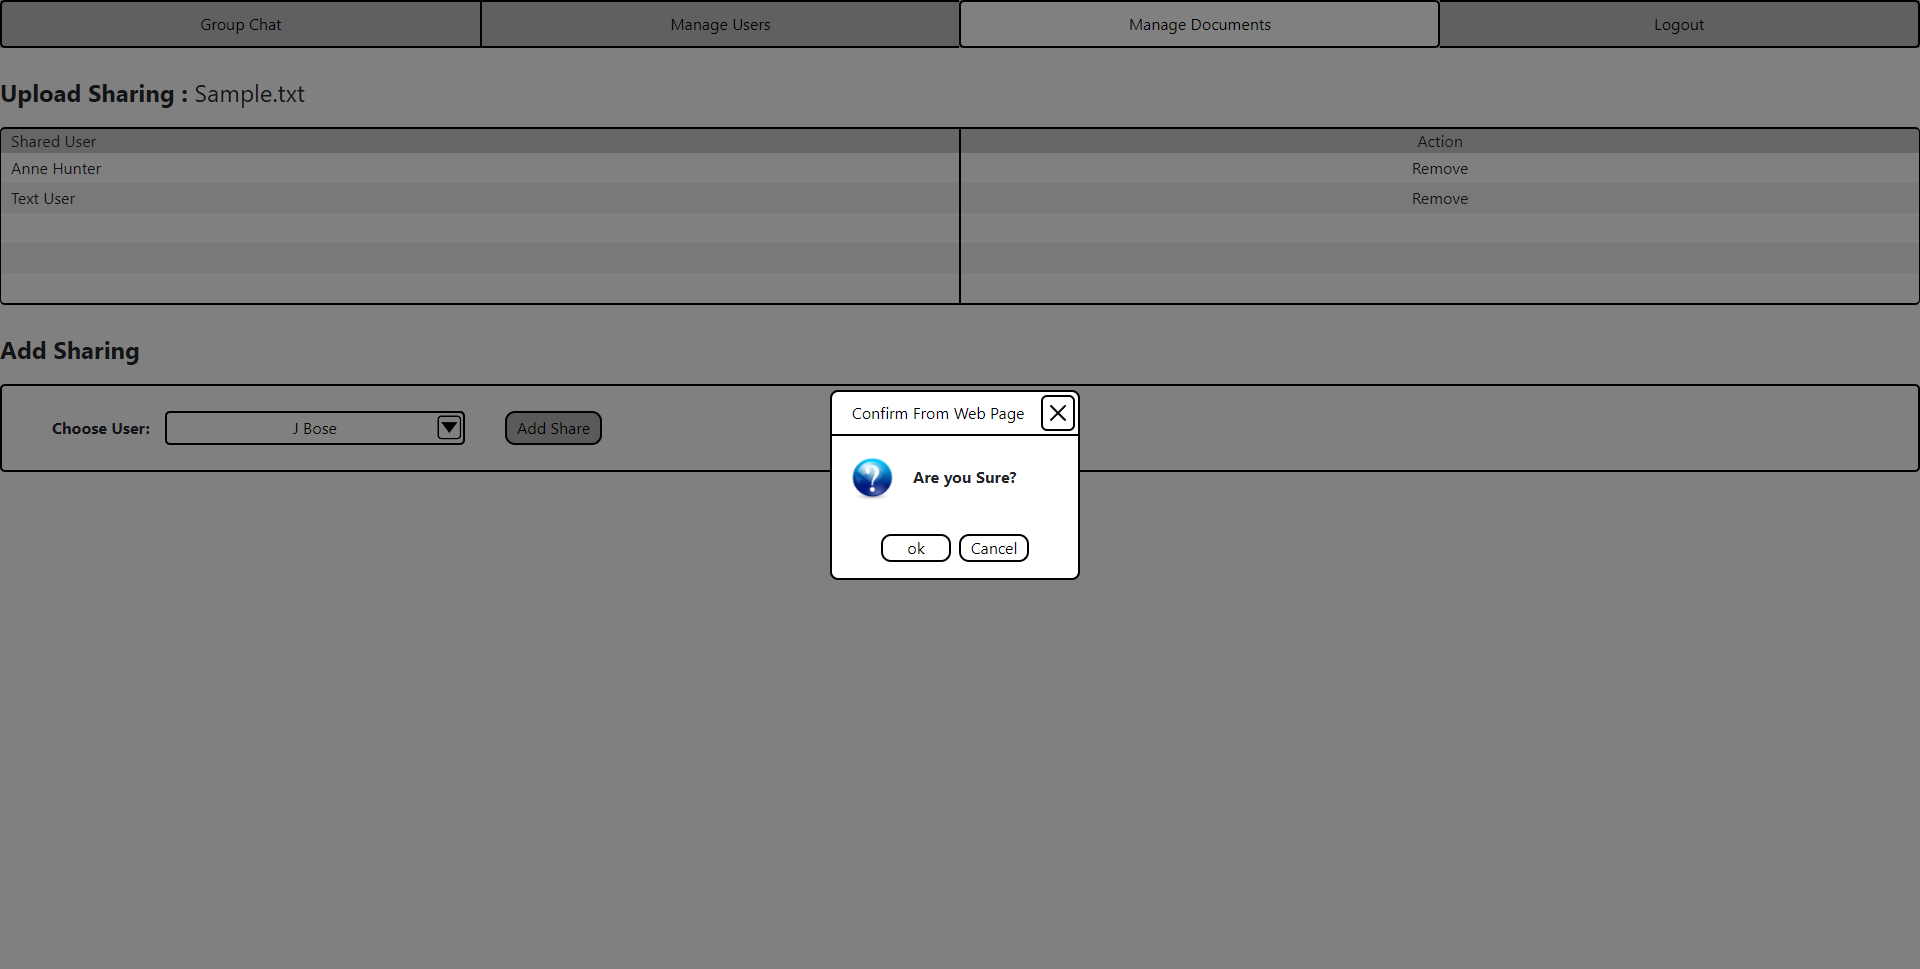 Group Chat
Manage Users
Manage Documents
Logout
Upload Sharing : Sample.txt
Shared User
Action
Anne Hunter
Remove
Text User
Remove
Add Sharing
Choose User:
J Bose
Add Share
Confirm From Web Page
?
Are you Sure?
ok
Cancel